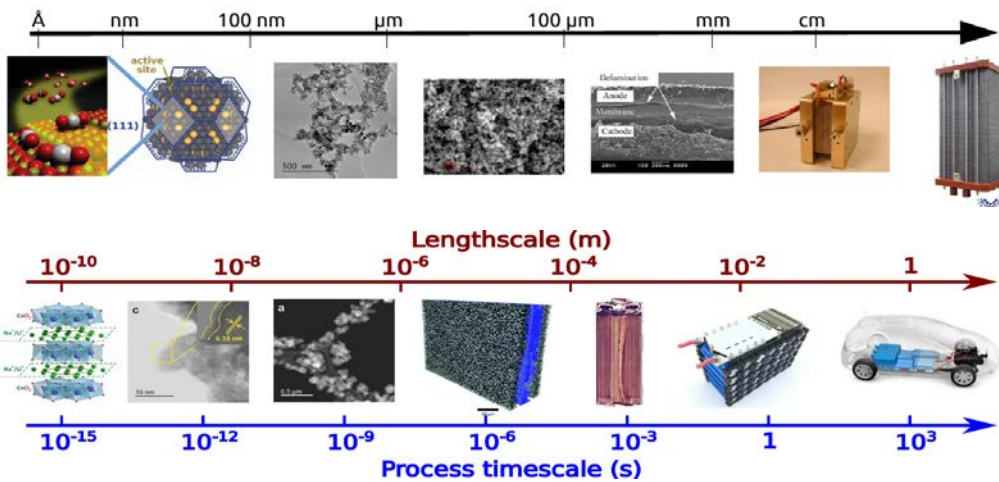 Å nm 100 nm µm 100 µm mm cm
active
site
(111)
500 nm
Delamination
Anode
Membrane
Cathode
Lengthscale (m)
10⁻¹⁰ 10⁻⁸ 10⁻⁶ 10⁻⁴ 10⁻² 1
c
a
0.33 nm
50 nm
0.5 µm
10⁻¹⁵ 10⁻¹² 10⁻⁹ 10⁻⁶ 10⁻³ 1 10³
Process timescale (s)